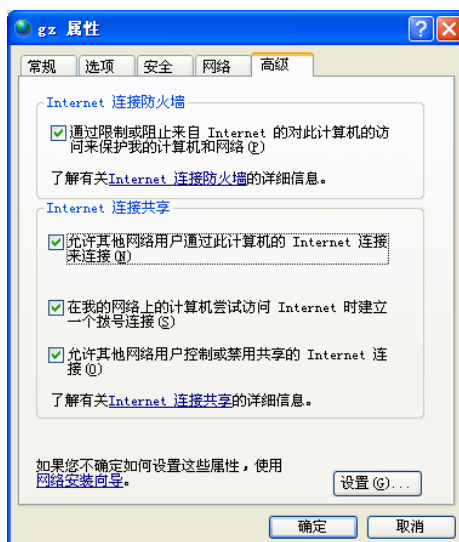 gz 属性
常规 选项 安全 网络 高级
Internet 连接防火墙
通过限制或阻止来自 Internet 的对此计算机的访
问来保护我的计算机和网络(P)
了解有关Internet 连接防火墙的详细信息。
Internet 连接共享
允许其他网络用户通过此计算机的 Internet 连接
来连接(N)
在我的网络上的计算机尝试访问 Internet 时建立
一个拨号连接(S)
允许其他网络用户控制或禁用共享的 Internet 连
接(O)
了解有关Internet 连接共享的详细信息。
如果您不确定如何设置这些属性，使用
网络安装向导。
设置(G)...
确定 取消